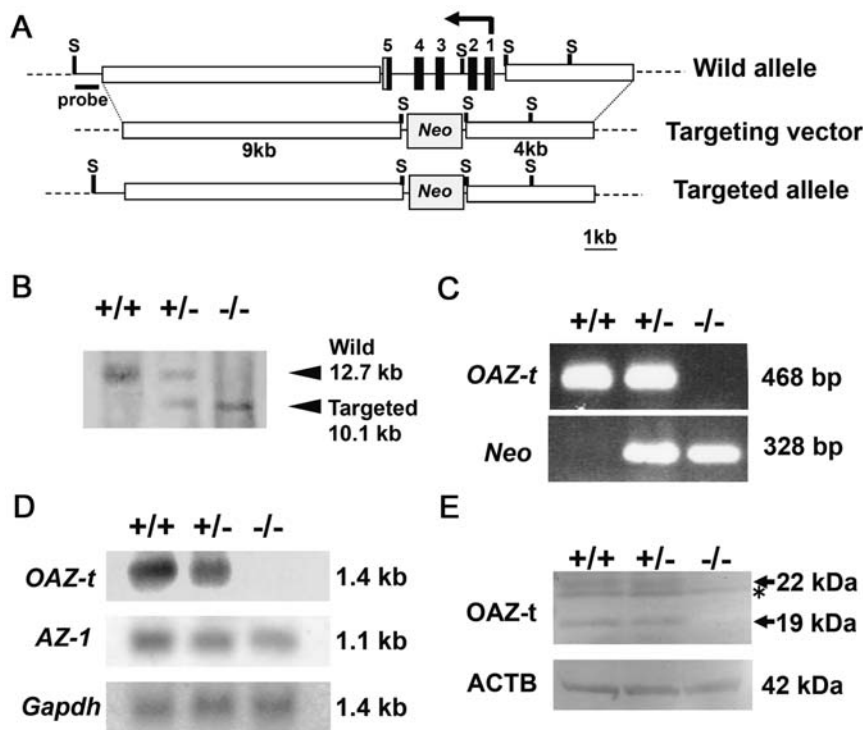 A
S 5 4 3 S 2 1 S S
Wild allele
probe
S Neo S S
Targeting vector
9kb 4kb
S S Neo S S
Targeted allele
1kb
B
+/+ +/- -/-
Wild
12.7 kb
Targeted
10.1 kb
C
+/+ +/- -/-
OAZ-t 468 bp
Neo 328 bp
D
+/+ +/- -/-
OAZ-t 1.4 kb
AZ-1 1.1 kb
Gapdh 1.4 kb
E
+/+ +/- -/-
22 kDa
*
OAZ-t
19 kDa
ACTB 42 kDa